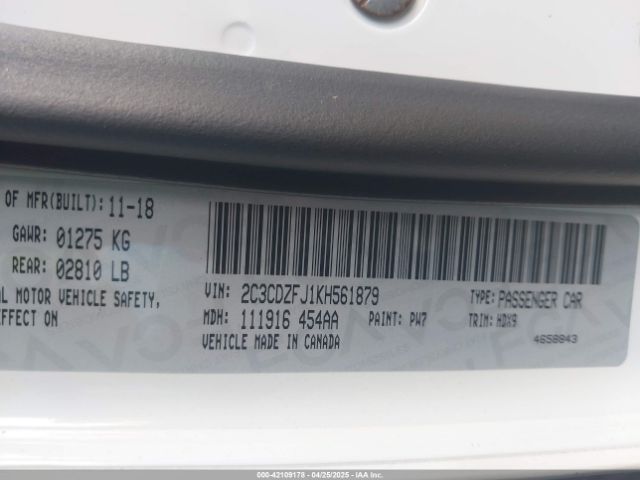 OF MFR(BUILT): 11-18
GAWR: 01275 KG
REAR: 02810 LB
AL MOTOR VEHICLE SAFETY,
EFFECT ON
VIN: 2C3CDZFJ1KH561879
TYPE: PASSENGER CAR
MDH: 111916 454AA
PAINT: PW7
TRIM: HDX9
VEHICLE MADE IN CANADA
4658843
000-42109178 - 04/25/2025 - IAA Inc.